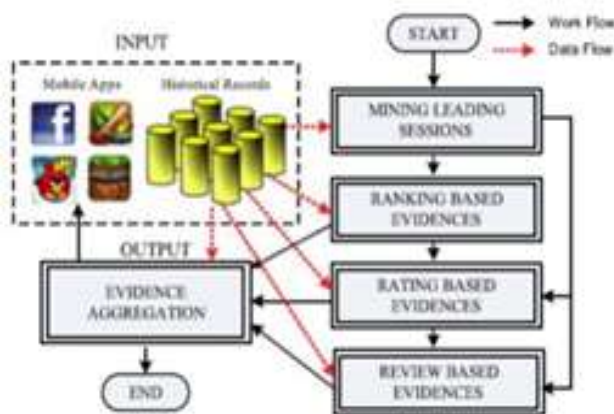 INPUT
START
Work Flow
Data Flow
Mobile Apps
Historical Records
f
MINING LEADING
SESSIONS
RANKING BASED
EVIDENCES
OUTPUT
EVIDENCE
AGGREGATION
RATING BASED
EVIDENCES
REVIEW BASED
EVIDENCES
END